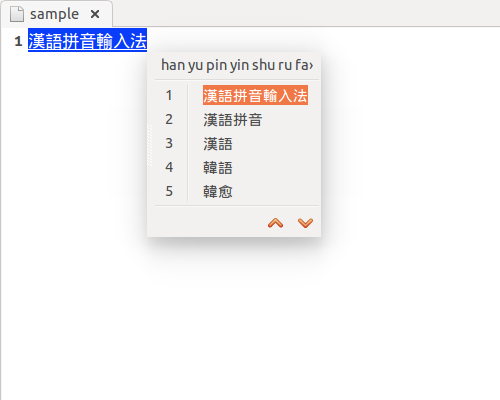 sample
1 漢語拼音輸入法
han yu pin yin shu ru fa›
1 漢語拼音輸入法
2 漢語拼音
3 漢語
4 韓語
5 韓愈